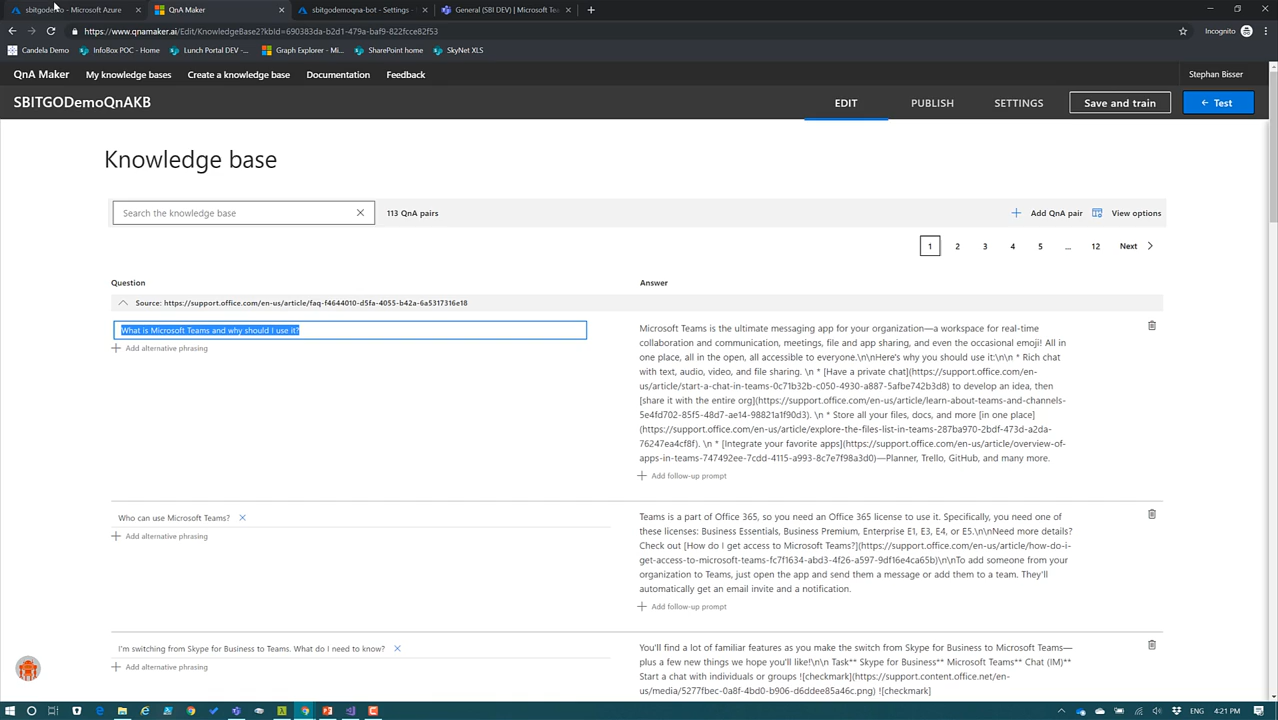 sbitgodemo - Microsoft Azure
QnA Maker
sbitgodemoqna-bot - Settings -
General (SBI DEV) | Microsoft Tea
https://www.qnamaker.ai/Edit/KnowledgeBase2?kbId=690383da-b2d1-479a-baf9-822fcce82f53
Incognito
Candela Demo
InfoBox POC - Home
Lunch Portal DEV -...
Graph Explorer - Mi...
SharePoint home
SkyNet XLS
QnA Maker
My knowledge bases
Create a knowledge base
Documentation
Feedback
Stephan Bisser
SBITGODemoQnAKB
EDIT
PUBLISH
SETTINGS
Save and train
← Test
Knowledge base
Search the knowledge base
113 QnA pairs
Add QnA pair
View options
1 2 3 4 5 ... 12 Next
Question
Answer
Source: https://support.office.com/en-us/article/faq-f4644010-d5fa-4055-b42a-6a5317316e18
What is Microsoft Teams and why should I use it?
Add alternative phrasing
Microsoft Teams is the ultimate messaging app for your organization—a workspace for real-time
collaboration and communication, meetings, file and app sharing, and even the occasional emoji! All in
one place, all in the open, all accessible to everyone.\n\nHere's why you should use it:\n\n * Rich chat
with text, audio, video, and file sharing. \n * [Have a private chat](https://support.office.com/en-
us/article/start-a-chat-in-teams-0c71b32b-c050-4930-a887-5afbe742b3d8) to develop an idea, then
[share it with the entire org](https://support.office.com/en-us/article/learn-about-teams-and-channels-
5e4fd702-85f5-48d7-ae14-98821a1f90d3). \n * Store all your files, docs, and more [in one place]
(https://support.office.com/en-us/article/explore-the-files-list-in-teams-287ba970-2bdf-473d-a2da-
76247ea4cf8f). \n * [Integrate your favorite apps](https://support.office.com/en-us/article/overview-of-
apps-in-teams-747492ee-7cdd-4115-a993-8c7e7f98a3d0)—Planner, Trello, GitHub, and many more.
Add follow-up prompt
Who can use Microsoft Teams?
Add alternative phrasing
Teams is a part of Office 365, so you need an Office 365 license to use it. Specifically, you need one of
these licenses: Business Essentials, Business Premium, Enterprise E1, E3, E4, or E5.\n\nNeed more details?
Check out [How do I get access to Microsoft Teams?](https://support.office.com/en-us/article/how-do-i-
get-access-to-microsoft-teams-fc7f1634-abd3-4f26-a597-9df16e4ca65b)\n\nTo add someone from your
organization to Teams, just open the app and send them a message or add them to a team. They'll
automatically get an email invite and a notification.
Add follow-up prompt
I'm switching from Skype for Business to Teams. What do I need to know?
Add alternative phrasing
You'll find a lot of familiar features as you make the switch from Skype for Business to Microsoft Teams—
plus a few new things we hope you'll like!\n\n Task** Skype for Business** Microsoft Teams** Chat (IM)**
Start a chat with individuals or groups ![checkmark](https://support.content.office.net/en-
us/media/5277fbec-0a8f-4bd0-b906-d6ddee85a46c.png) ![checkmark]
ENG
4:21 PM